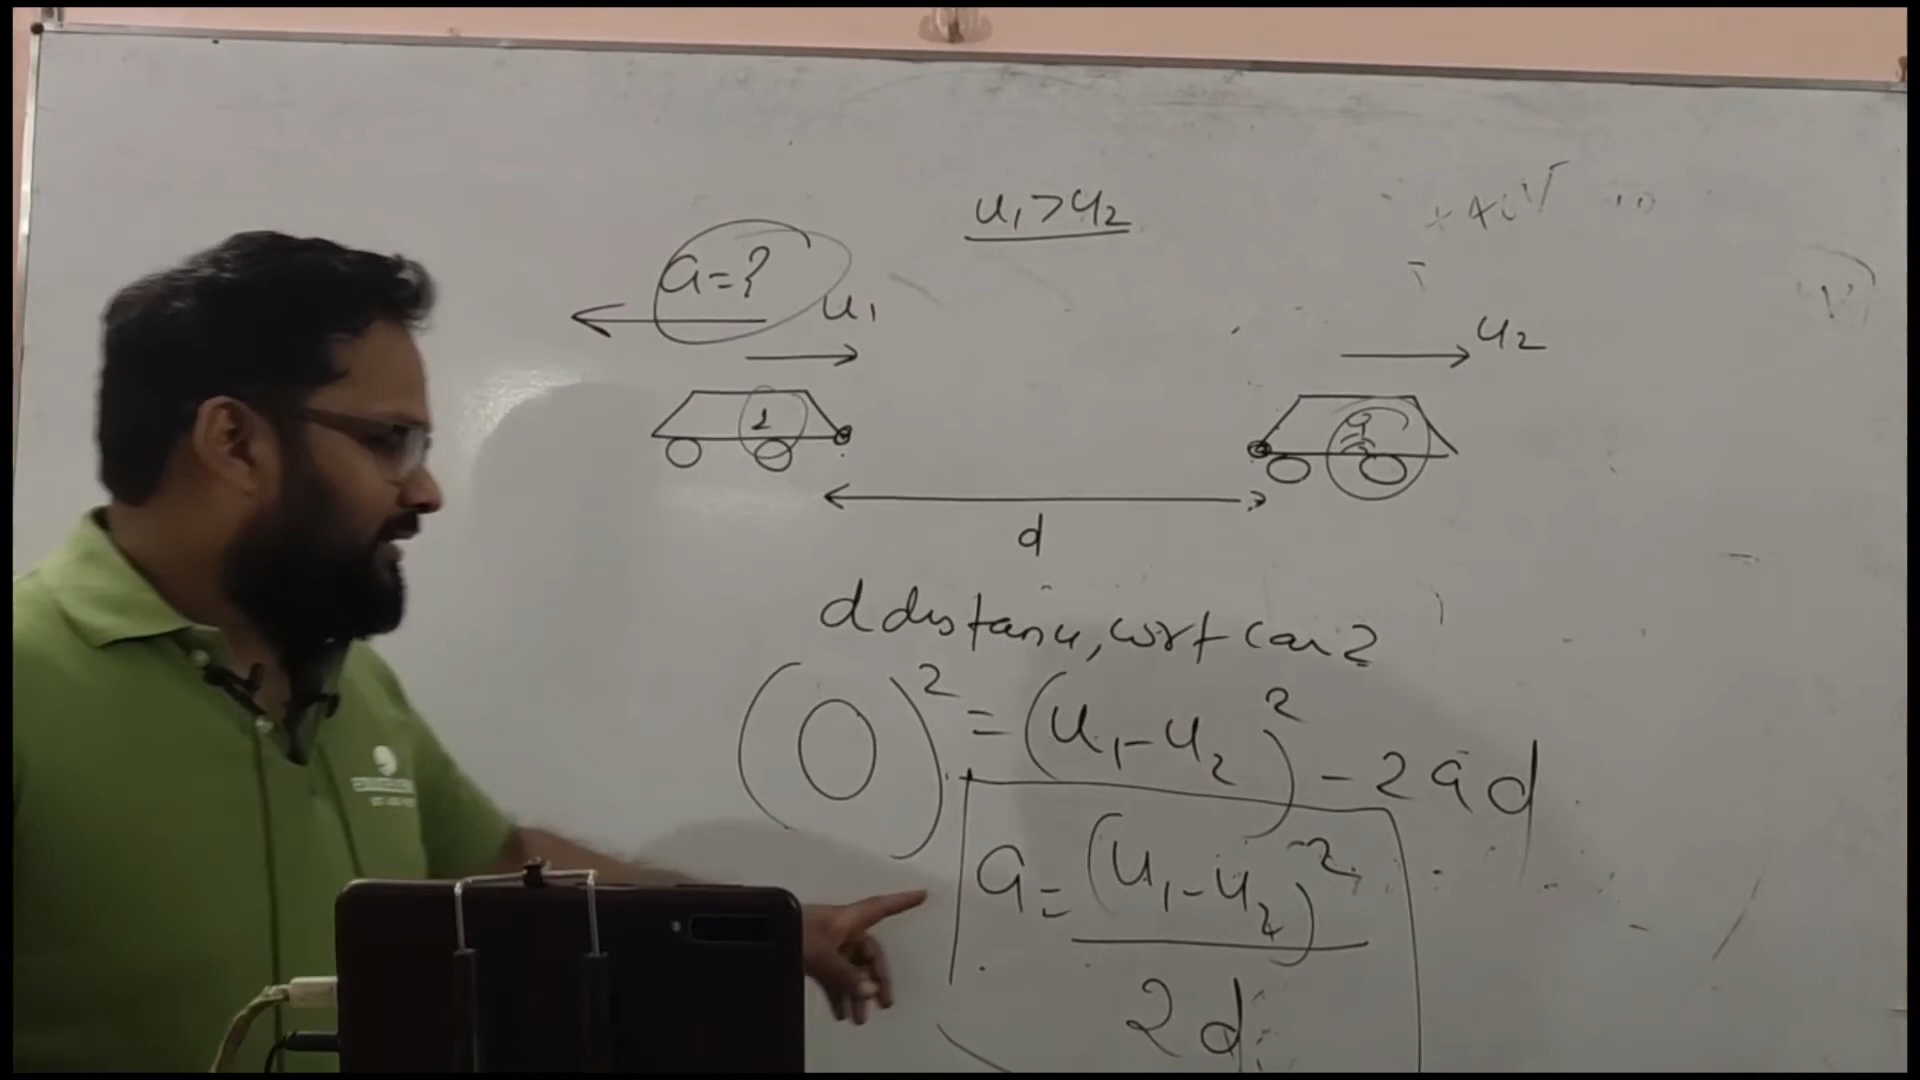 u₁>u₂
a=?
u₁
u₂
1
2
d
d distance, wrt car 2
(0)² = (u₁-u₂)² - 2ad
a = (u₁-u₂)²
2d